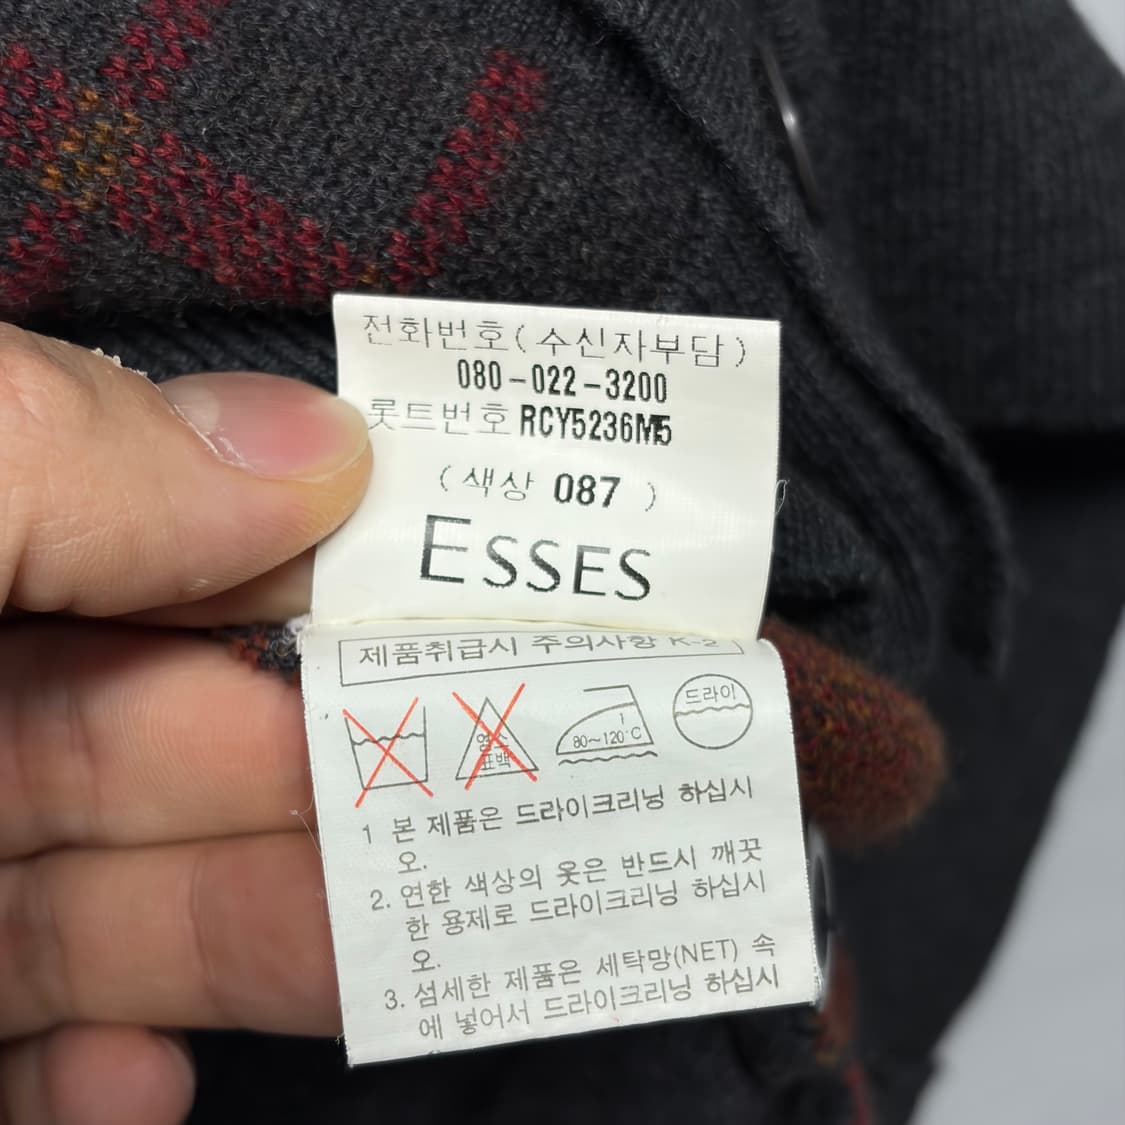 전화번호(수신자부담)
080-022-3200
롯트번호 RCY5236M5
(색상 087)
ESSES
제품취급시 주의사항 K-2
염소
표백
1
80~120℃
드라이
1 본 제품은 드라이크리닝 하십시
오.
2. 연한 색상의 옷은 반드시 깨끗
한 용제로 드라이크리닝 하십시
오.
3. 섬세한 제품은 세탁망(NET) 속
에 넣어서 드라이크리닝 하십시